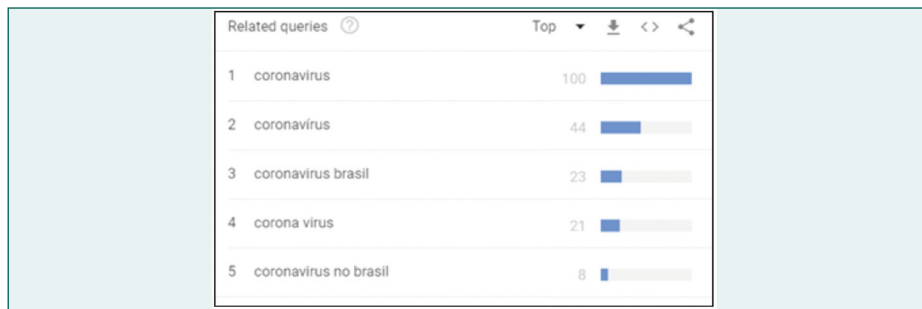 Related queries ? Top <>
1 coronavirus 100
2 coronavírus 44
3 coronavirus brasil 23
4 corona virus 21
5 coronavirus no brasil 8